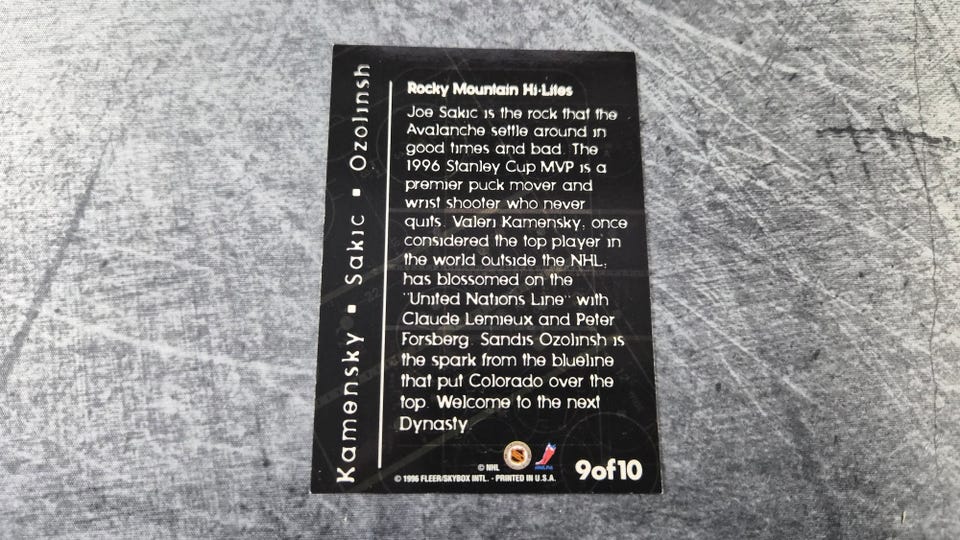 Kamensky ▪ Sakic ▪ Ozolinsh
Rocky Mountain Hi-Lites
Joe Sakic is the rock that the
Avalanche settle around in
good times and bad. The
1996 Stanley Cup MVP is a
premier puck mover and
wrist shooter who never
quits. Valeri Kamensky, once
considered the top player in
the world outside the NHL,
has blossomed on the
"United Nations Line" with
Claude Lemieux and Peter
Forsberg. Sandis Ozolinsh is
the spark from the blueline
that put Colorado over the
top. Welcome to the next
Dynasty.
© NHL
NHLPA
© 1996 FLEER/SKYBOX INTL. - PRINTED IN U.S.A.
9of10